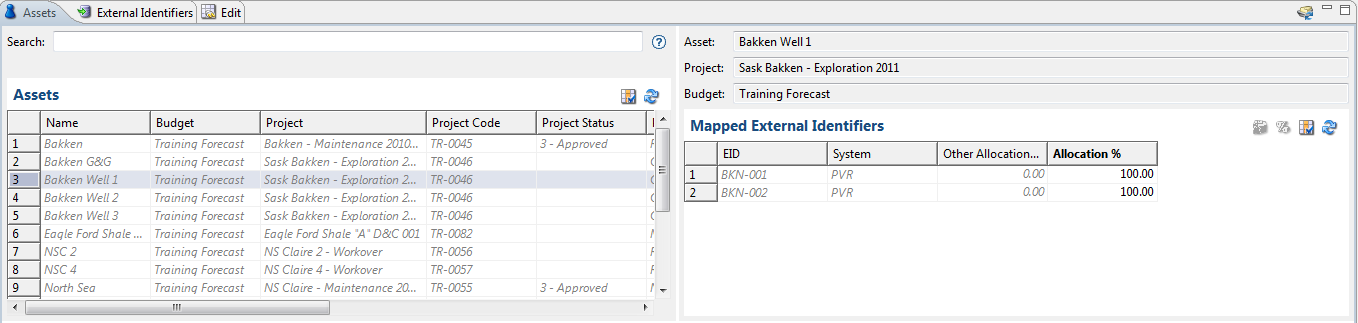 Assets External Identifiers Edit
Search:
Assets
Name Budget Project Project Code Project Status
1 Bakken Training Forecast Bakken - Maintenance 2010... TR-0045 3 - Approved
2 Bakken G&G Training Forecast Sask Bakken - Exploration 2... TR-0046
3 Bakken Well 1 Training Forecast Sask Bakken - Exploration 2... TR-0046
4 Bakken Well 2 Training Forecast Sask Bakken - Exploration 2... TR-0046
5 Bakken Well 3 Training Forecast Sask Bakken - Exploration 2... TR-0046
6 Eagle Ford Shale ... Training Forecast Eagle Ford Shale "A" D&C 001 TR-0082
7 NSC 2 Training Forecast NS Claire 2 - Workover TR-0056
8 NSC 4 Training Forecast NS Claire 4 - Workover TR-0057
9 North Sea Training Forecast NS Claire - Maintenance 20... TR-0055 3 - Approved
Asset: Bakken Well 1
Project: Sask Bakken - Exploration 2011
Budget: Training Forecast
Mapped External Identifiers
EID System Other Allocation... Allocation %
1 BKN-001 PVR 0.00 100.00
2 BKN-002 PVR 0.00 100.00